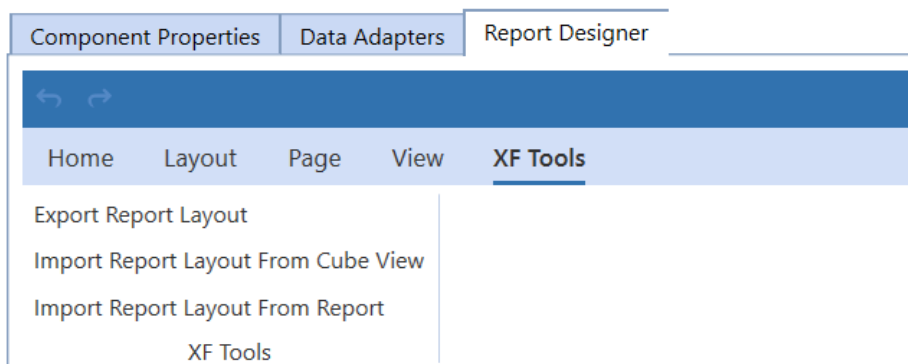 Component Properties Data Adapters Report Designer
Home Layout Page View XF Tools
Export Report Layout
Import Report Layout From Cube View
Import Report Layout From Report
XF Tools